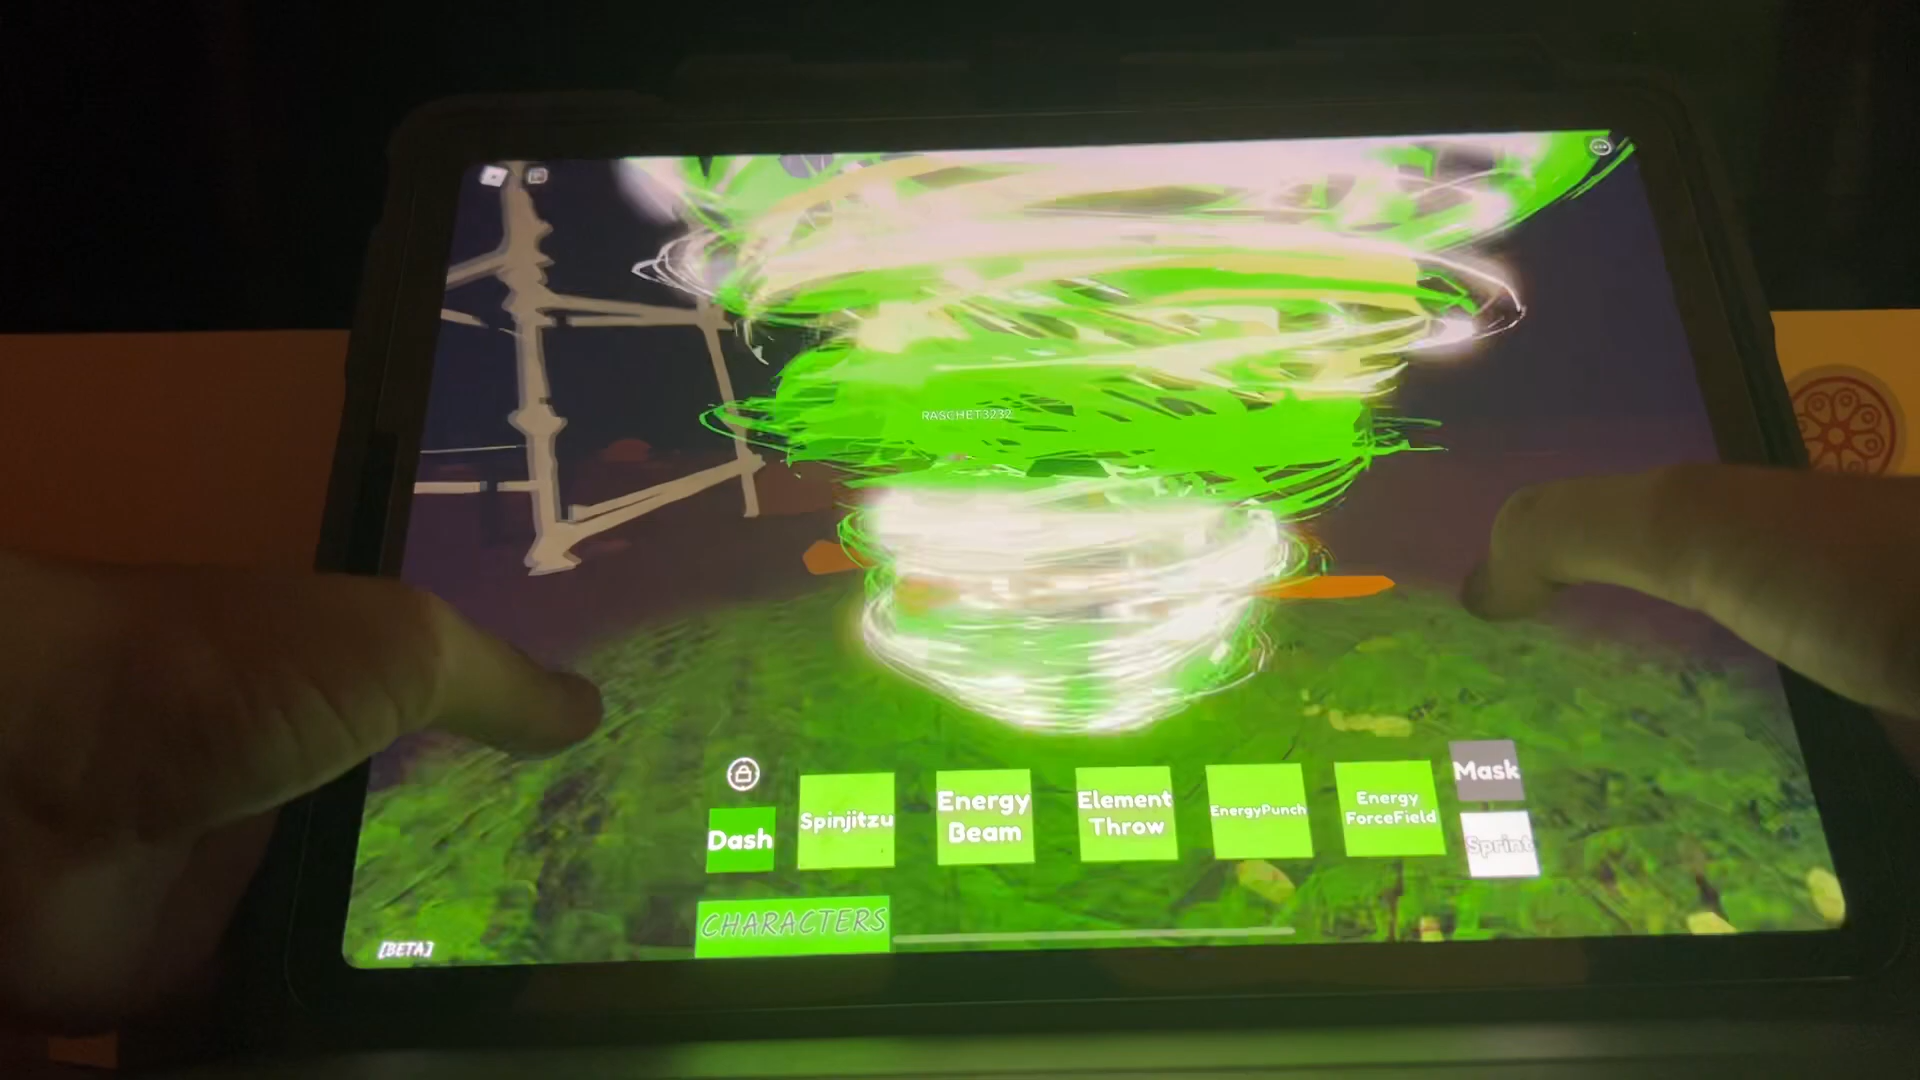 RASCHET3232
Dash
Spinjitzu
Energy
Beam
Element
Throw
EnergyPunch
Energy
ForceField
Mask
Sprint
CHARACTERS
[BETA]